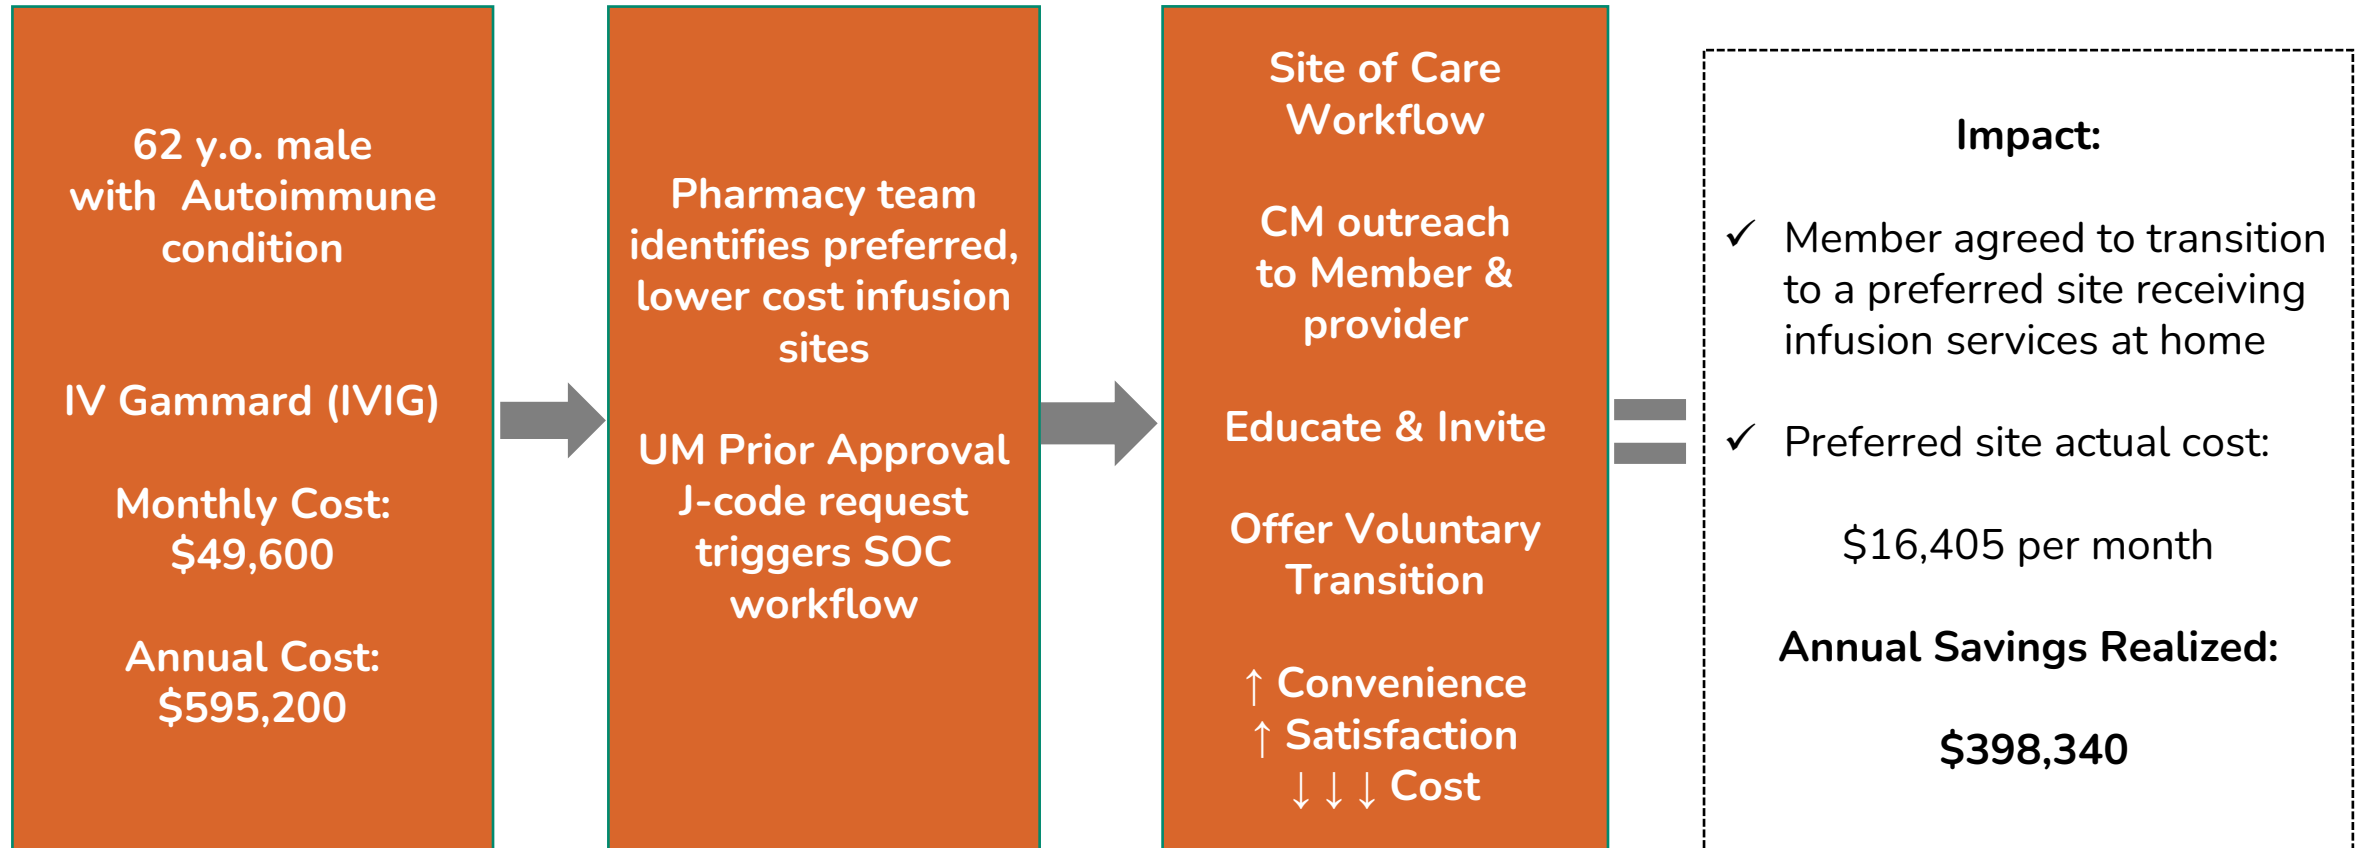 62 y.o. male
with Autoimmune
condition
IV Gammard (IVIG)
Monthly Cost:
$49,600
Annual Cost:
$595,200
Pharmacy team
identifies preferred,
lower cost infusion
sites
UM Prior Approval
J-code request
triggers SOC
workflow
Site of Care
Workflow
CM outreach
to Member &
provider
Educate & Invite
Offer Voluntary
Transition
↑ Convenience
↑ Satisfaction
↓ ↓ ↓ Cost
Impact:
✓ Member agreed to transition
to a preferred site receiving
infusion services at home
✓ Preferred site actual cost:
$16,405 per month
Annual Savings Realized:
$398,340